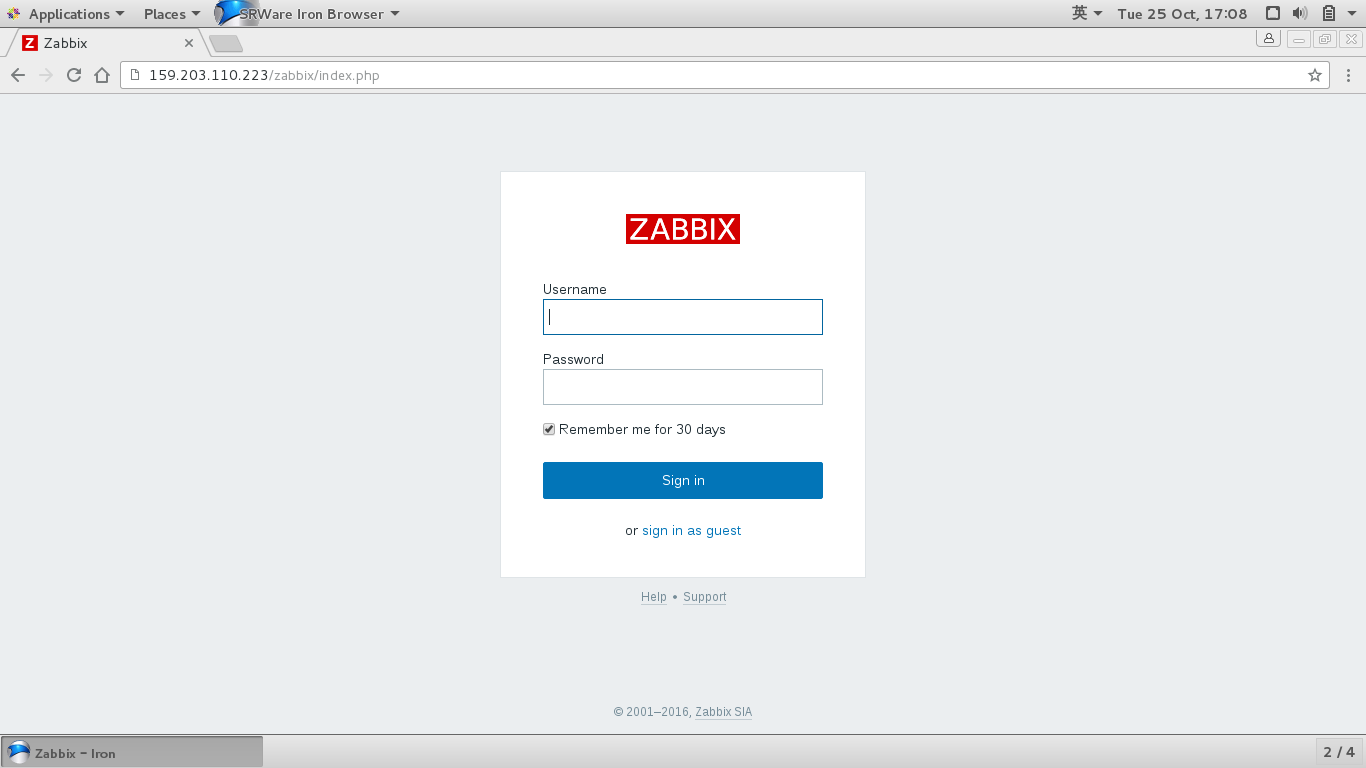 Applications Places SRWare Iron Browser 英 Tue 25 Oct, 17:08
Z Zabbix
159.203.110.223/zabbix/index.php
ZABBIX
Username
Password
Remember me for 30 days
Sign in
or sign in as guest
Help • Support
© 2001–2016, Zabbix SIA
Zabbix - Iron 2 / 4